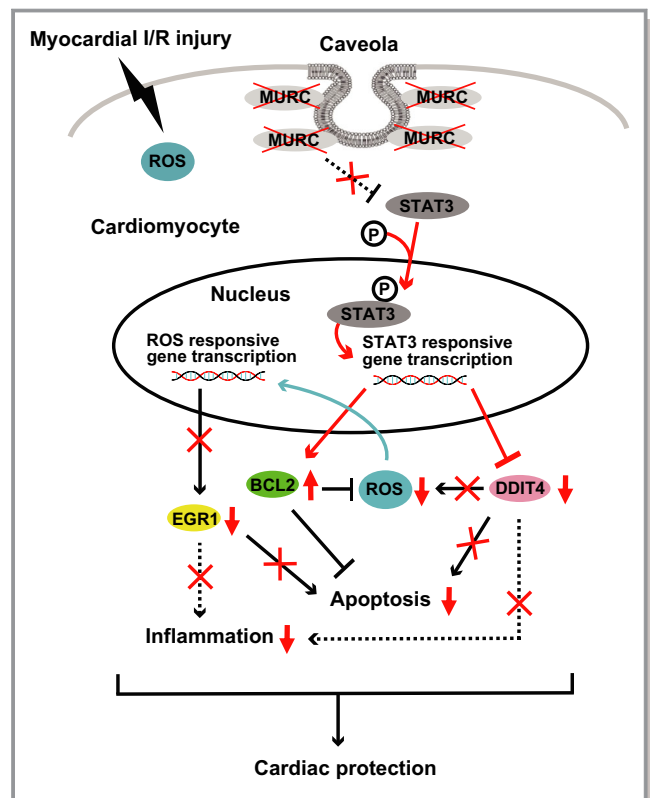 Myocardial I/R injury
Caveola
MURC
MURC
MURC
MURC
ROS
STAT3
Cardiomyocyte
P
Nucleus
P
STAT3
ROS responsive
gene transcription
STAT3 responsive
gene transcription
BCL2
ROS
DDIT4
EGR1
Apoptosis
Inflammation
Cardiac protection